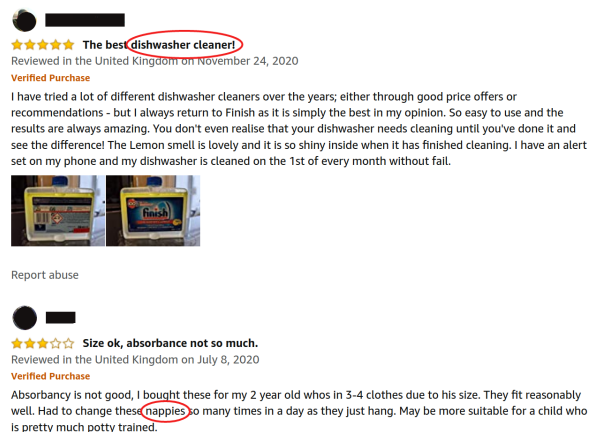 The best dishwasher cleaner!
Reviewed in the United Kingdom on November 24, 2020
Verified Purchase
I have tried a lot of different dishwasher cleaners over the years; either through good price offers or
recommendations - but I always return to Finish as it is simply the best in my opinion. So easy to use and the
results are always amazing. You don't even realise that your dishwasher needs cleaning until you've done it and
see the difference! The Lemon smell is lovely and it is so shiny inside when it has finished cleaning. I have an alert
set on my phone and my dishwasher is cleaned on the 1st of every month without fail.
finish
Report abuse
Size ok, absorbance not so much.
Reviewed in the United Kingdom on July 8, 2020
Verified Purchase
Absorbancy is not good, I bought these for my 2 year old whos in 3-4 clothes due to his size. They fit reasonably
well. Had to change these nappies so many times in a day as they just hang. May be more suitable for a child who
is pretty much potty trained.